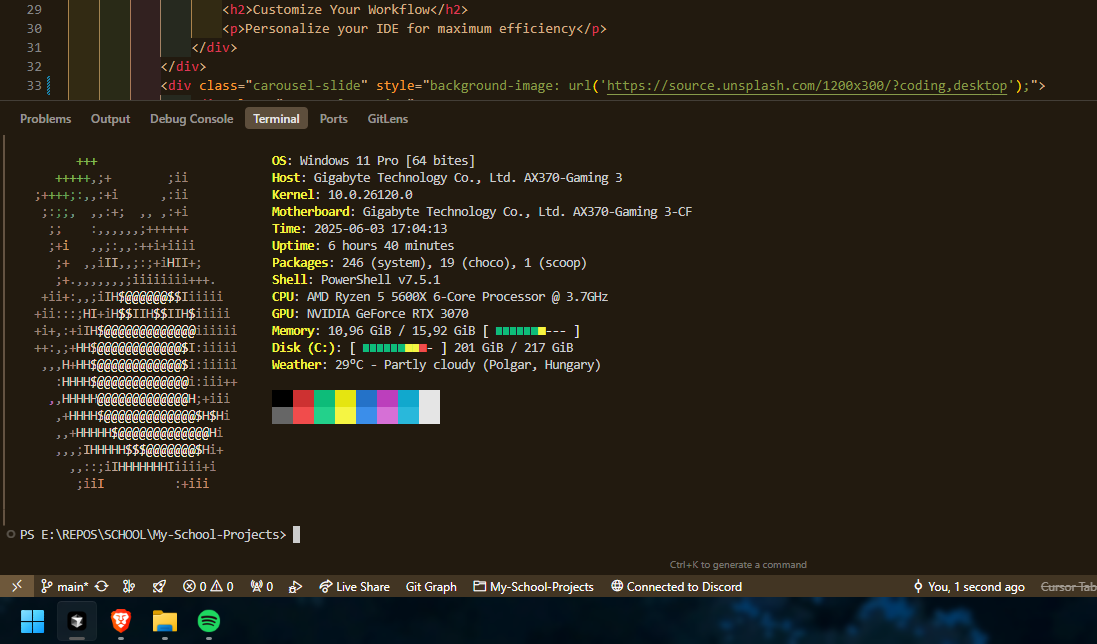 29 <h2>Customize Your Workflow</h2>
30 <p>Personalize your IDE for maximum efficiency</p>
31 </div>
32 </div>
33 <div class="carousel-slide" style="background-image: url('https://source.unsplash.com/1200x300/?coding,desktop');">
Problems Output Debug Console Terminal Ports GitLens
OS: Windows 11 Pro [64 bites]
Host: Gigabyte Technology Co., Ltd. AX370-Gaming 3
Kernel: 10.0.26120.0
Motherboard: Gigabyte Technology Co., Ltd. AX370-Gaming 3-CF
Time: 2025-06-03 17:04:13
Uptime: 6 hours 40 minutes
Packages: 246 (system), 19 (choco), 1 (scoop)
Shell: PowerShell v7.5.1
CPU: AMD Ryzen 5 5600X 6-Core Processor @ 3.7GHz
GPU: NVIDIA GeForce RTX 3070
Memory: 10,96 GiB / 15,92 GiB [ ■■■■■■■--- ]
Disk (C:): [ ■■■■■■■■■- ] 201 GiB / 217 GiB
Weather: 29°C - Partly cloudy (Polgar, Hungary)
PS E:\REPOS\SCHOOL\My-School-Projects>
Ctrl+K to generate a command
main* 0 0 0 Live Share Git Graph My-School-Projects Connected to Discord You, 1 second ago Cursor Tab